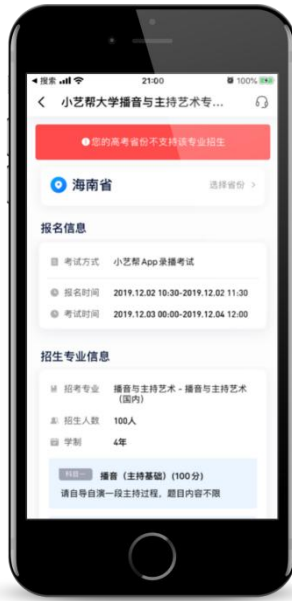 搜索
21:00
100%
小艺帮大学播音与主持艺术专...
您的高考省份不支持该专业招生
海南省
选择省份 >
报名信息
考试方式 小艺帮App录播考试
报名时间 2019.12.02 10:30-2019.12.02 11:30
考试时间 2019.12.03 00:00-2019.12.04 12:00
招生专业信息
招考专业 播音与主持艺术 - 播音与主持艺术
(国内)
招生人数 100人
学制 4年
科目一 播音（主持基础）(100分)
请自导自演一段主持过程，题目内容不限